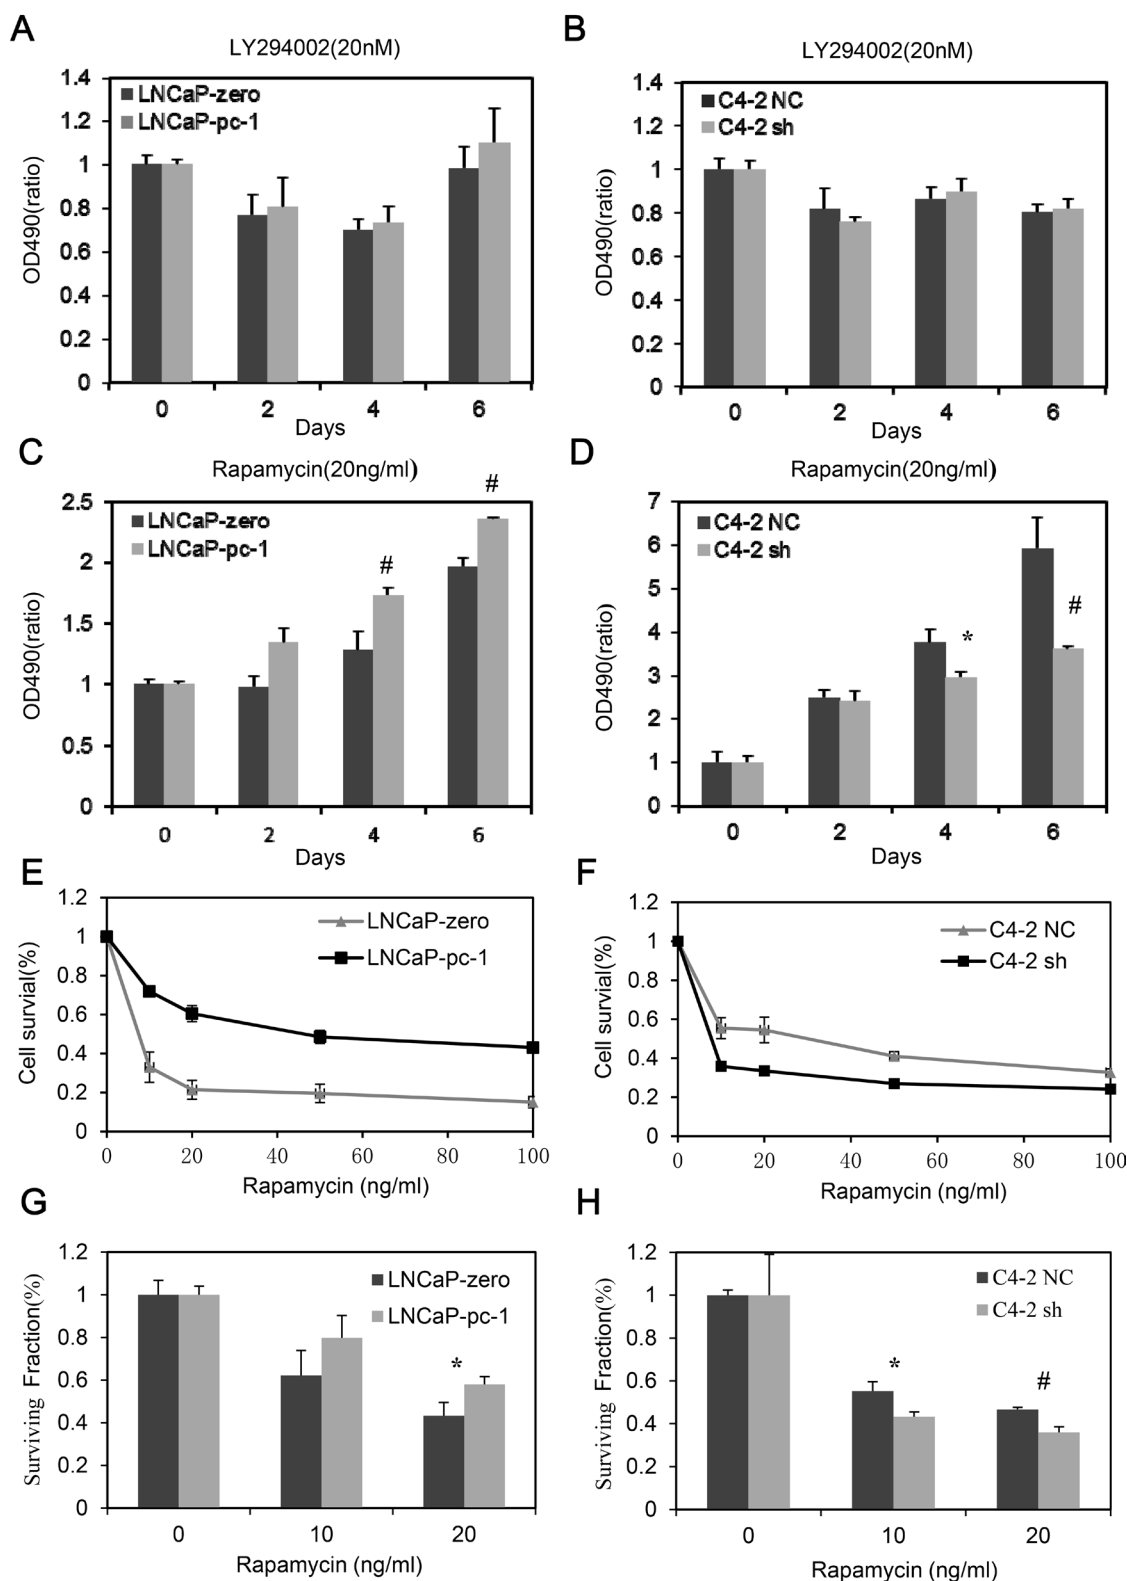 A
LY294002(20nM)
1.4
1.2
1
0.8
0.6
0.4
0.2
0
OD490(ratio)
LNCaP-zero
LNCaP-pc-1
0 2 4 6
Days
B
LY294002(20nM)
1.4
1.2
1
0.8
0.6
0.4
0.2
0
OD490(ratio)
C4-2 NC
C4-2 sh
0 2 4 6
Days
C
Rapamycin(20ng/ml)
2.5
2
1.5
1
0.5
0
OD490(ratio)
LNCaP-zero
LNCaP-pc-1
#
#
0 2 4 6
Days
D
Rapamycin(20ng/ml)
7
6
5
4
3
2
1
0
OD490(ratio)
C4-2 NC
C4-2 sh
*
#
0 2 4 6
Days
E
1.2
1
0.8
0.6
0.4
0.2
0
Cell survial(%)
LNCaP-zero
LNCaP-pc-1
0 20 40 60 80 100
Rapamycin (ng/ml)
F
1.2
1
0.8
0.6
0.4
0.2
0
Cell survial(%)
C4-2 NC
C4-2 sh
0 20 40 60 80 100
Rapamycin (ng/ml)
G
1.2
1
0.8
0.6
0.4
0.2
0
Surviving Fraction(%)
LNCaP-zero
LNCaP-pc-1
*
0 10 20
Rapamycin (ng/ml)
H
1.2
1
0.8
0.6
0.4
0.2
0
Surviving Fraction(%)
C4-2 NC
C4-2 sh
*
#
0 10 20
Rapamycin (ng/ml)